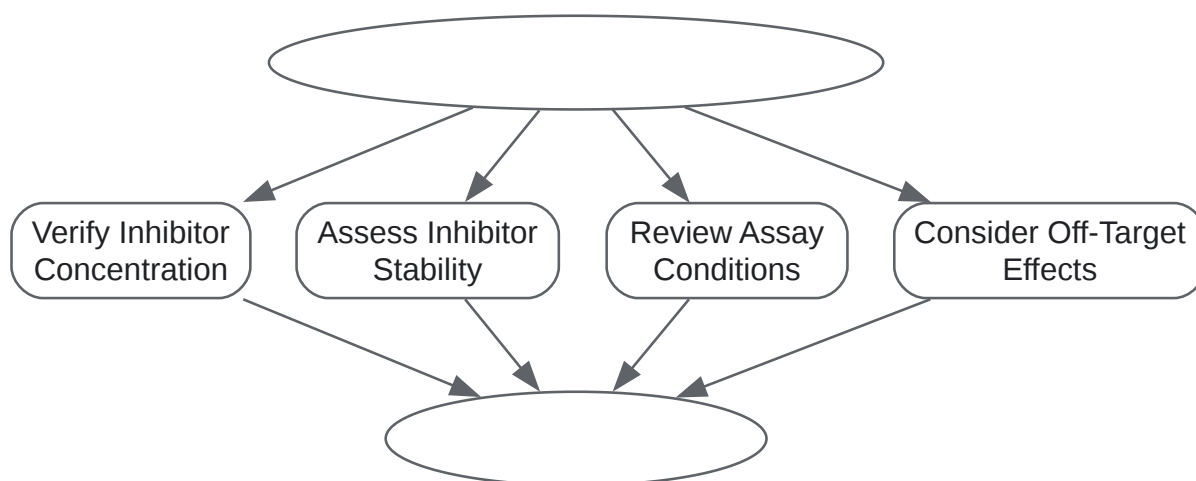 Verify Inhibitor
Concentration
Assess Inhibitor
Stability
Review Assay
Conditions
Consider Off-Target
Effects